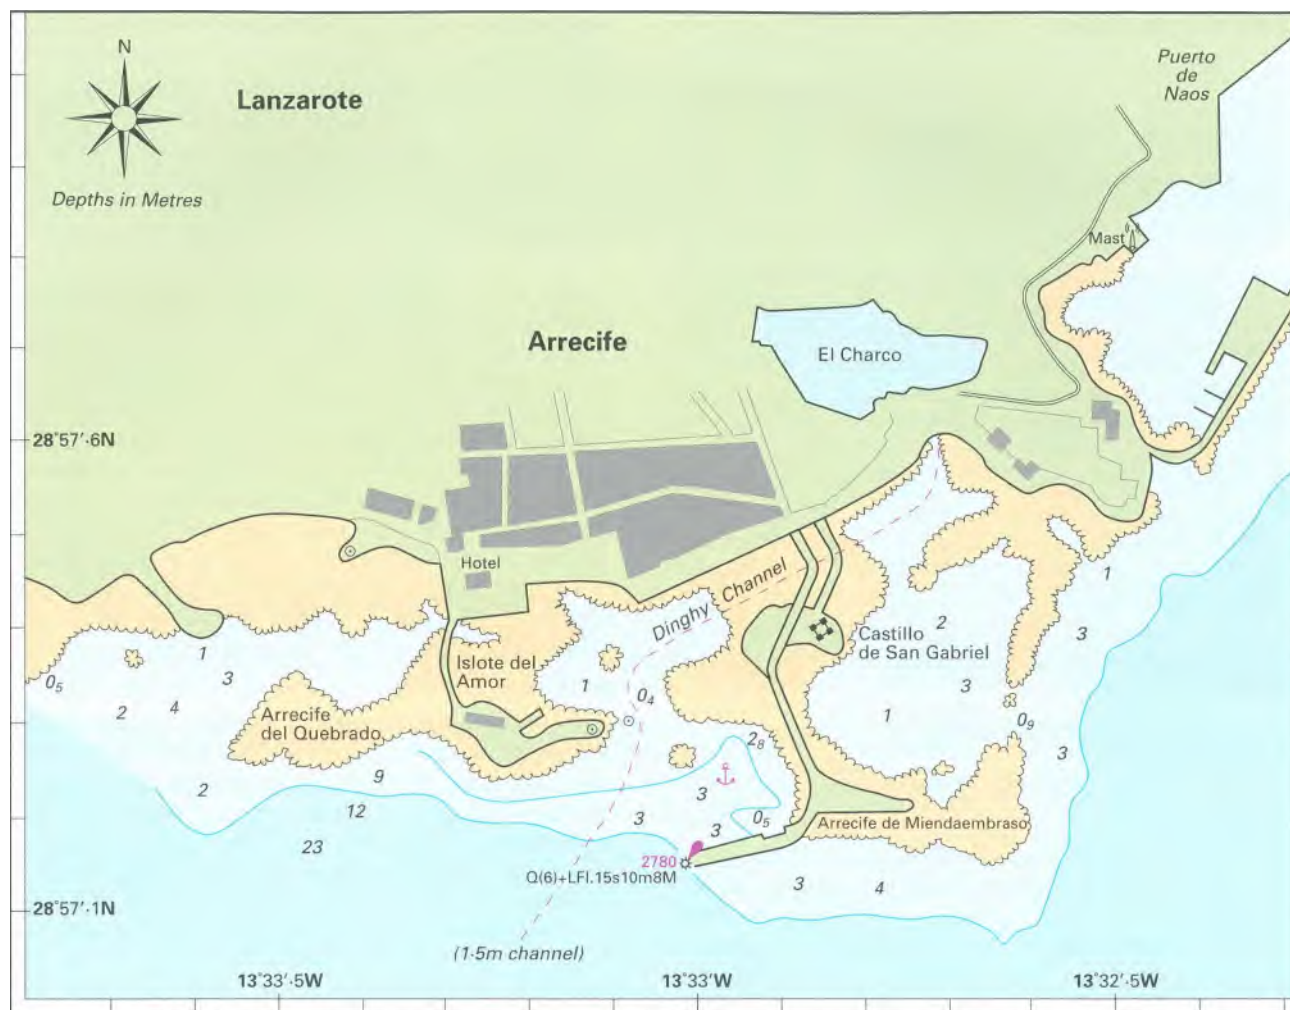 N
Lanzarote
Depths in Metres
Puerto
de
Naos
Mast
Arrecife
El Charco
28°57'·6N
Hotel
Dinghy Channel
1
2
3
Castillo
de San Gabriel
1
3
Islote del
Amor
0₅
2
4
1
0₄
3
1
0₉
Arrecife
del Quebrado
2₈
3
2
9
12
3
3
0₅
3
Arrecife de Miendaembraso
23
2780
Q(6)+LFl.15s10m8M
3
4
28°57'·1N
(1·5m channel)
13°33'·5W
13°33'W
13°32'·5W